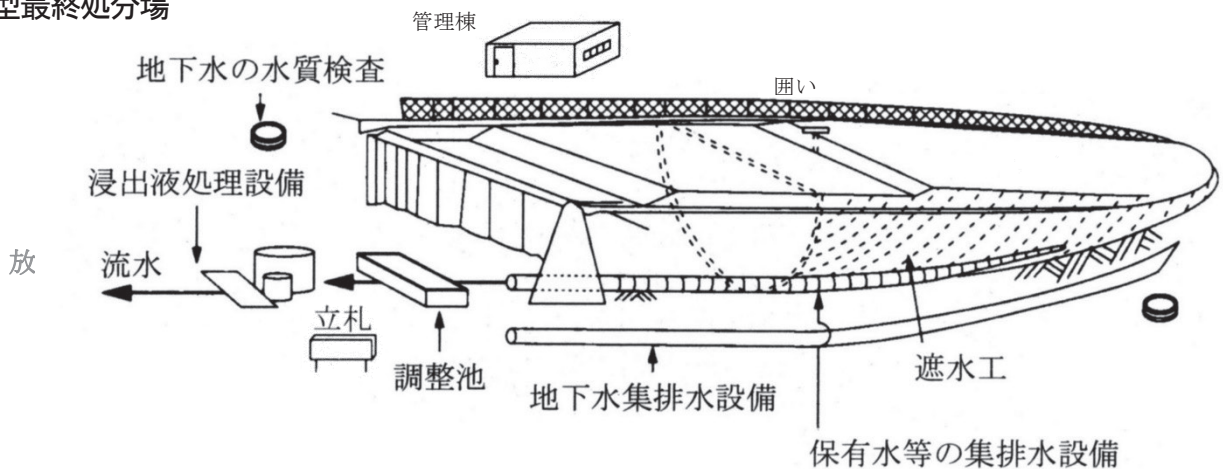 型最終処分場
管理棟
地下水の水質検査
囲い
浸出液処理設備
放 流水
立札
調整池
地下水集排水設備
遮水工
保有水等の集排水設備